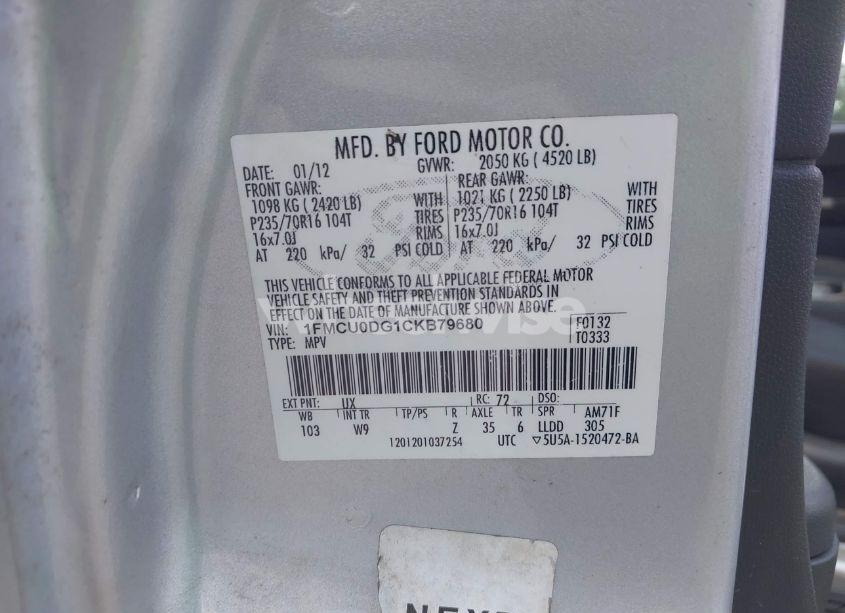 MFD. BY FORD MOTOR CO.
DATE: 01/12 GVWR: 2050 KG ( 4520 LB)
FRONT GAWR: REAR GAWR:
1098 KG ( 2420 LB) WITH 1021 KG ( 2250 LB) WITH
P235/70R16 104T TIRES P235/70R16 104T TIRES
16x7.0J RIMS 16x7.0J RIMS
AT 220 kPa/ 32 PSI COLD AT 220 kPa/ 32 PSI COLD
THIS VEHICLE CONFORMS TO ALL APPLICABLE FEDERAL MOTOR
VEHICLE SAFETY AND THEFT PREVENTION STANDARDS IN
EFFECT ON THE DATE OF MANUFACTURE SHOWN ABOVE.
VIN: 1FMCU0DG1CKB79680 F0132
TYPE: MPV T0333
EXT PNT: UX RC: 72 DSO:
WB INT TR TP/PS R AXLE TR SPR AM71F
103 W9 Z 35 6 LLDD 305
1201201037254 UTC ▽5U5A-1520472-BA